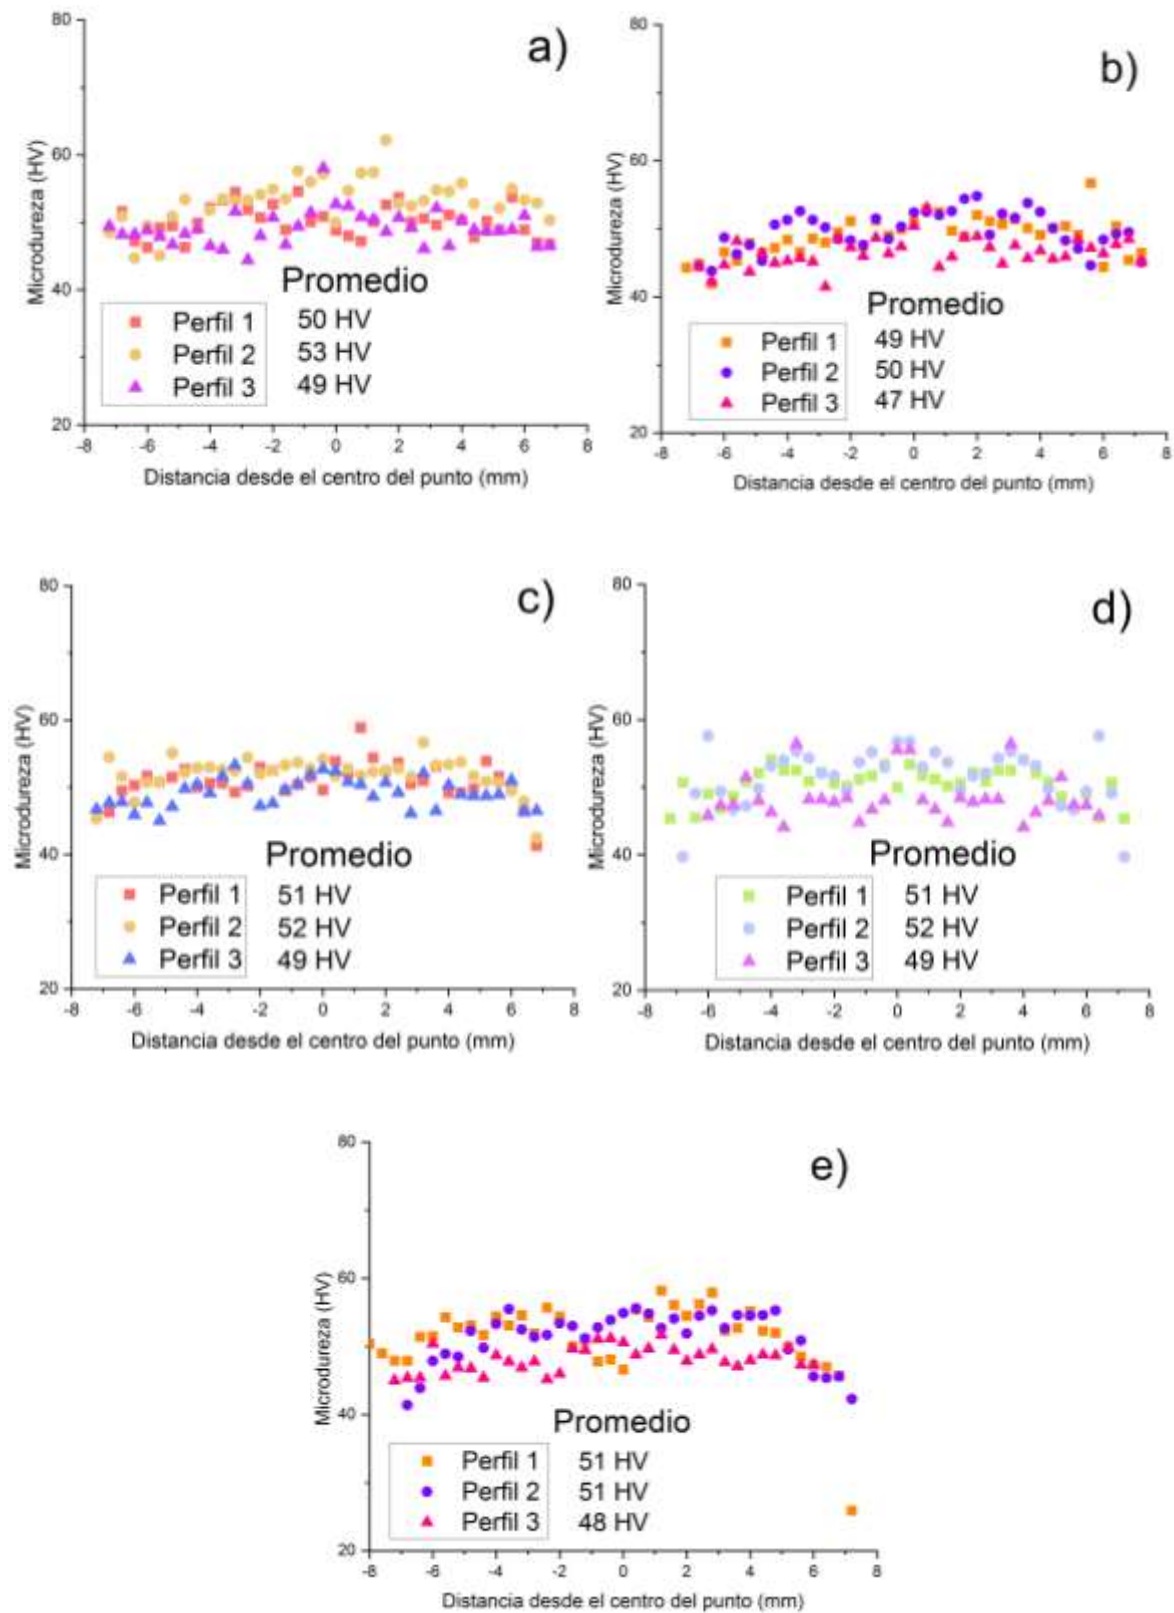 a)
80
60
40
20
Microdureza (HV)
Promedio
Perfil 1 50 HV
Perfil 2 53 HV
Perfil 3 49 HV
-8 -6 -4 -2 0 2 4 6 8
Distancia desde el centro del punto (mm)
b)
80
60
40
20
Microdureza (HV)
Promedio
Perfil 1 49 HV
Perfil 2 50 HV
Perfil 3 47 HV
-8 -6 -4 -2 0 2 4 6 8
Distancia desde el centro del punto (mm)
c)
80
60
40
20
Microdureza (HV)
Promedio
Perfil 1 51 HV
Perfil 2 52 HV
Perfil 3 49 HV
-8 -6 -4 -2 0 2 4 6 8
Distancia desde el centro del punto (mm)
d)
80
60
40
20
Microdureza (HV)
Promedio
Perfil 1 51 HV
Perfil 2 52 HV
Perfil 3 49 HV
-8 -6 -4 -2 0 2 4 6 8
Distancia desde el centro del punto (mm)
e)
80
60
40
20
Microdureza (HV)
Promedio
Perfil 1 51 HV
Perfil 2 51 HV
Perfil 3 48 HV
-8 -6 -4 -2 0 2 4 6 8
Distancia desde el centro del punto (mm)